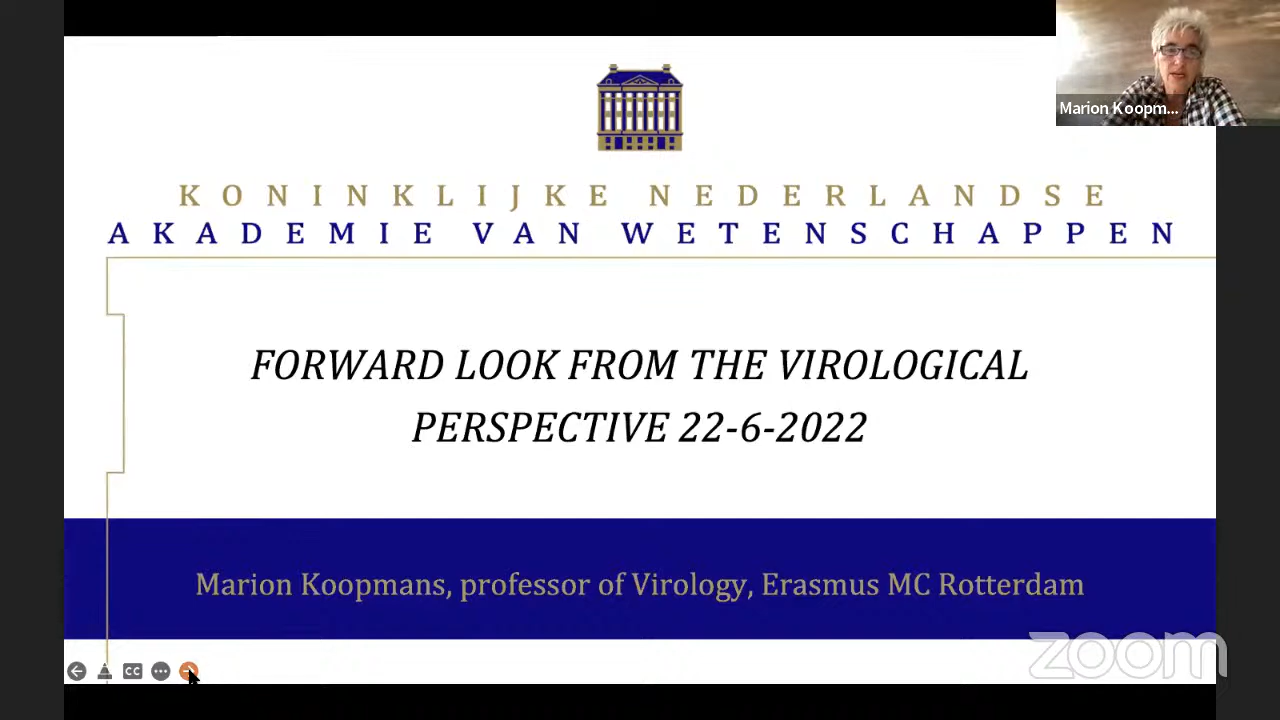 Marion Koopm...
KONINKLIJKE NEDERLANDSE
AKADEMIE VAN WETENSCHAPPEN
FORWARD LOOK FROM THE VIROLOGICAL
PERSPECTIVE 22-6-2022
Marion Koopmans, professor of Virology, Erasmus MC Rotterdam
zoom
CC